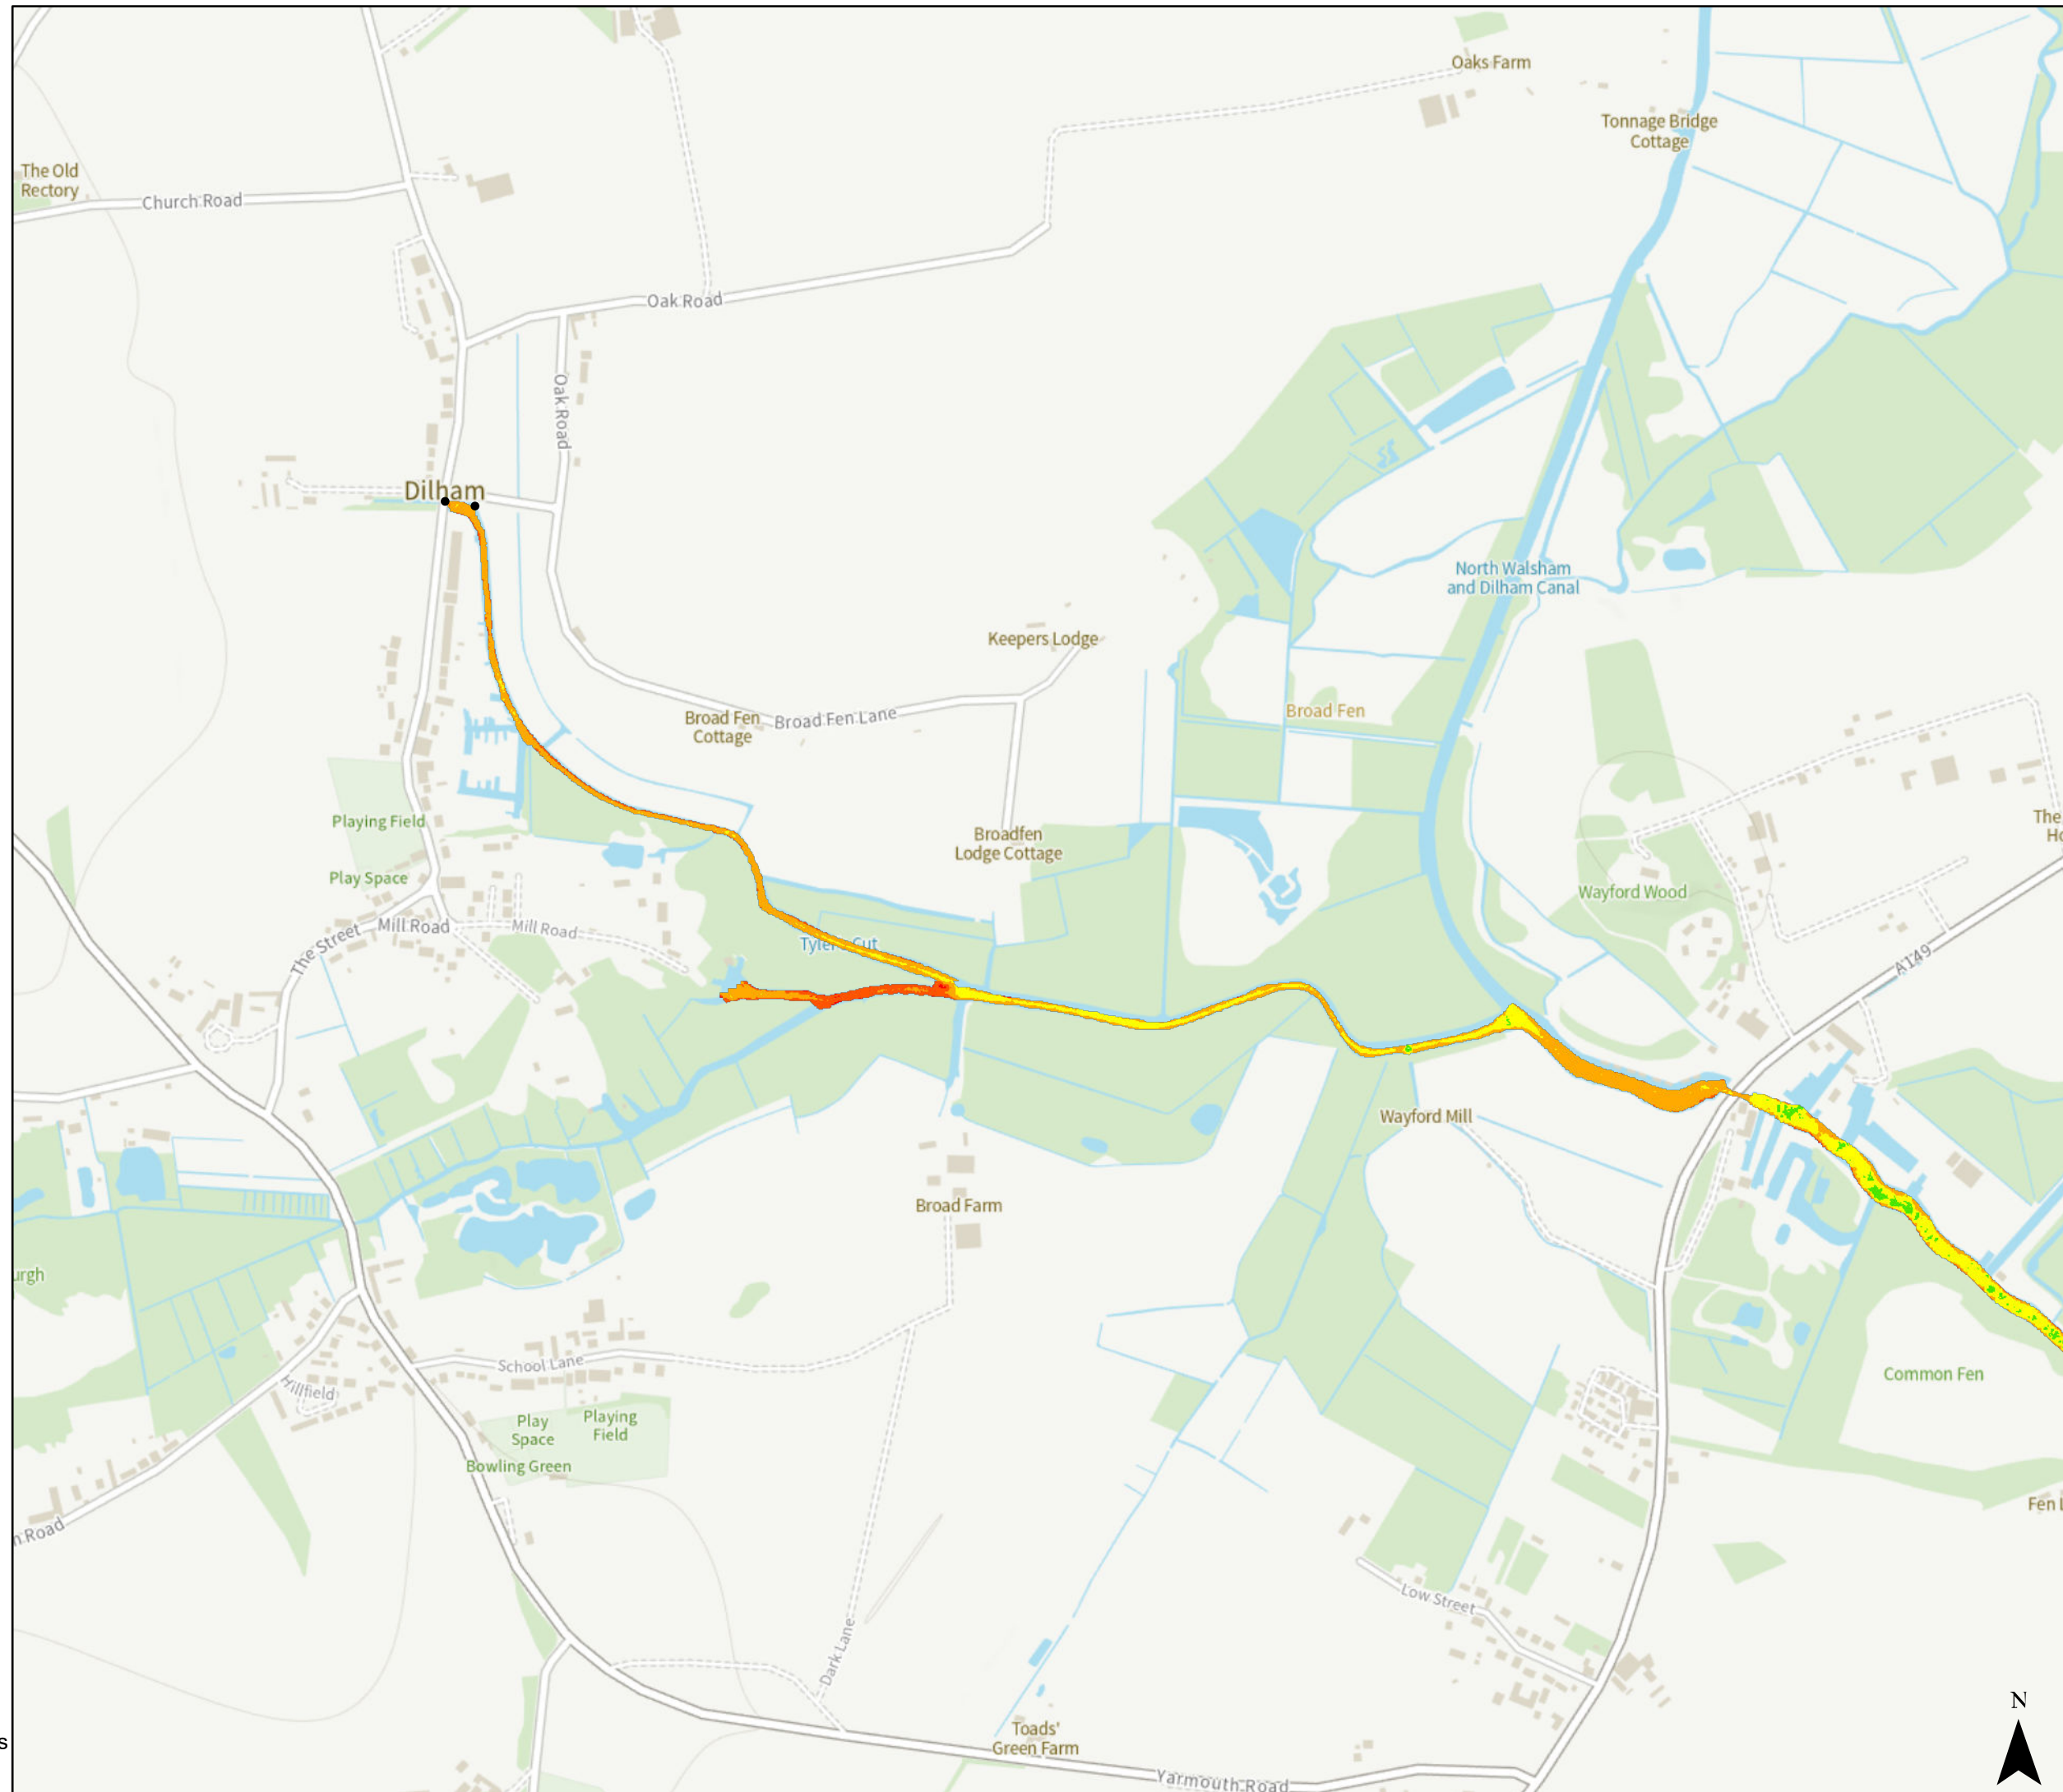 Oaks Farm
Tonnage Bridge
Cottage
The Old
Rectory
Church Road
Oak Road
Oak Road
Dilham
North Walsham
and Dilham Canal
Keepers Lodge
Broad Fen
Cottage
Broad Fen Lane
Broad Fen
Playing Field
Broadfen
Lodge Cottage
The
Ho
Play Space
Wayford Wood
The Street
Mill Road
Mill Road
Cut
A149
Wayford Mill
Broad Farm
urgh
School Lane
Hillfield
Common Fen
Play
Space
Playing
Field
Bowling Green
n Road
Fen L
Low Street
Dark Lane
N
Toads'
Green Farm
s
Yarmouth Road